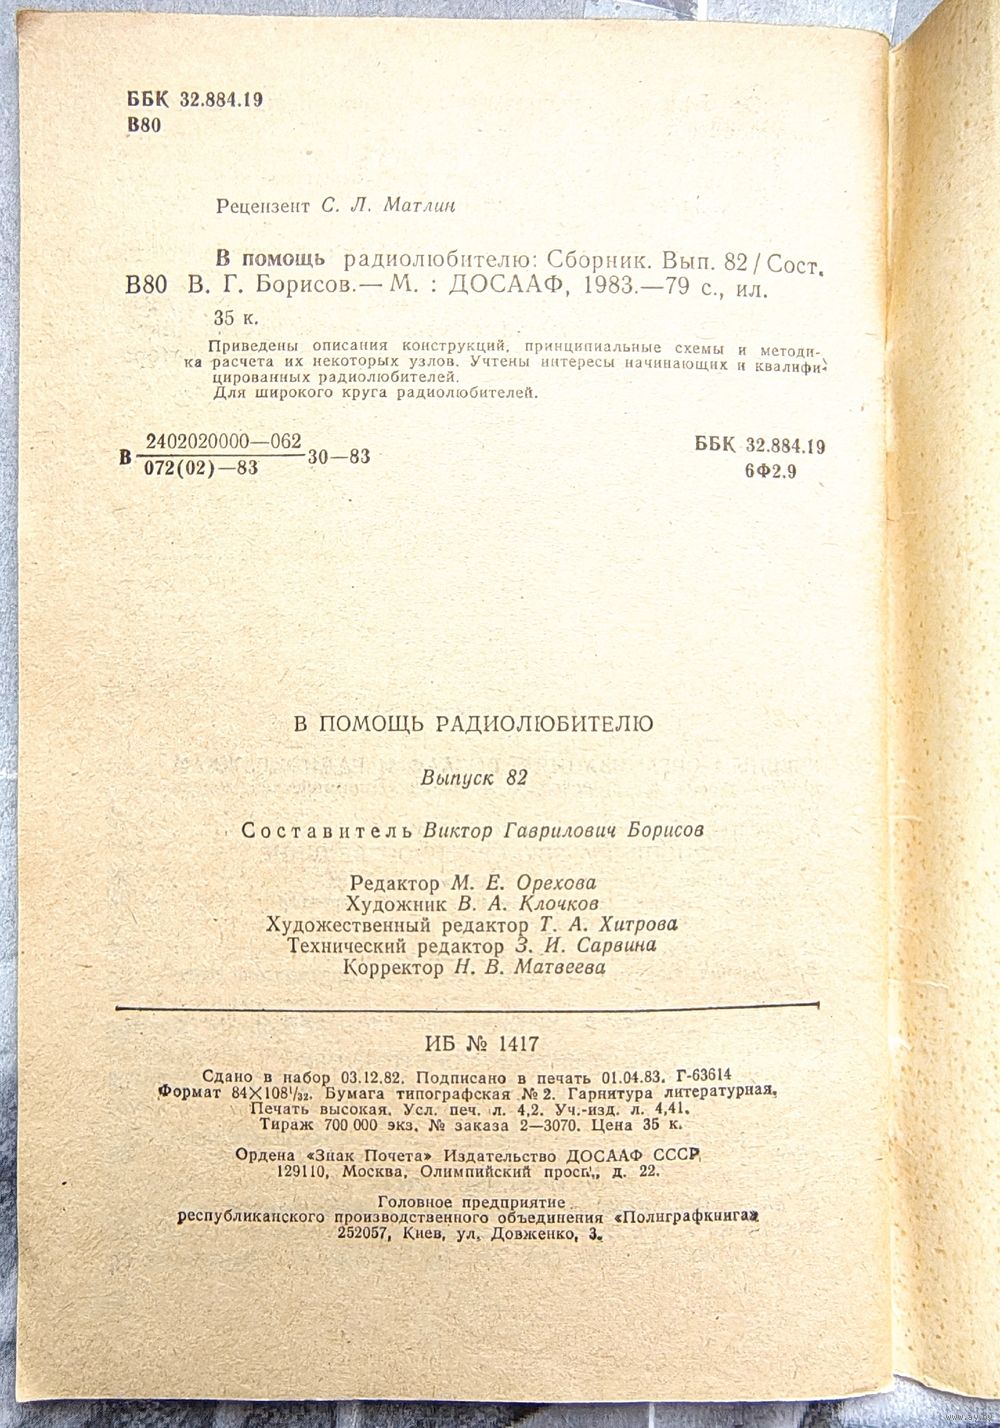 ББК 32.884.19
В80
Рецензент С. Л. Матлин
В помощь радиолюбителю: Сборник. Вып. 82 / Сост.
В80 В. Г. Борисов.— М. : ДОСААФ, 1983.—79 с., ил.
35 к.
Приведены описания конструкций, принципиальные схемы и методи-
ка расчета их некоторых узлов. Учтены интересы начинающих и квалифи-
цированных радиолюбителей.
Для широкого круга радиолюбителей.
В 2402020000—062
072(02)—83 30—83
ББК 32.884.19
6Ф2.9
В ПОМОЩЬ РАДИОЛЮБИТЕЛЮ
Выпуск 82
Составитель Виктор Гаврилович Борисов
Редактор М. Е. Орехова
Художник В. А. Клочков
Художественный редактор Т. А. Хитрова
Технический редактор З. И. Сарвина
Корректор Н. В. Матвеева
ИБ № 1417
Сдано в набор 03.12.82. Подписано в печать 01.04.83. Г-63614
Формат 84×108 1/32. Бумага типографская № 2. Гарнитура литературная.
Печать высокая. Усл. печ. л. 4,2. Уч.-изд. л. 4,41.
Тираж 700 000 экз. № заказа 2—3070. Цена 35 к.
Ордена «Знак Почета» Издательство ДОСААФ СССР,
129110, Москва, Олимпийский просп., д. 22.
Головное предприятие
республиканского производственного объединения «Полиграфкнига»
252057, Киев, ул. Довженко, 3.